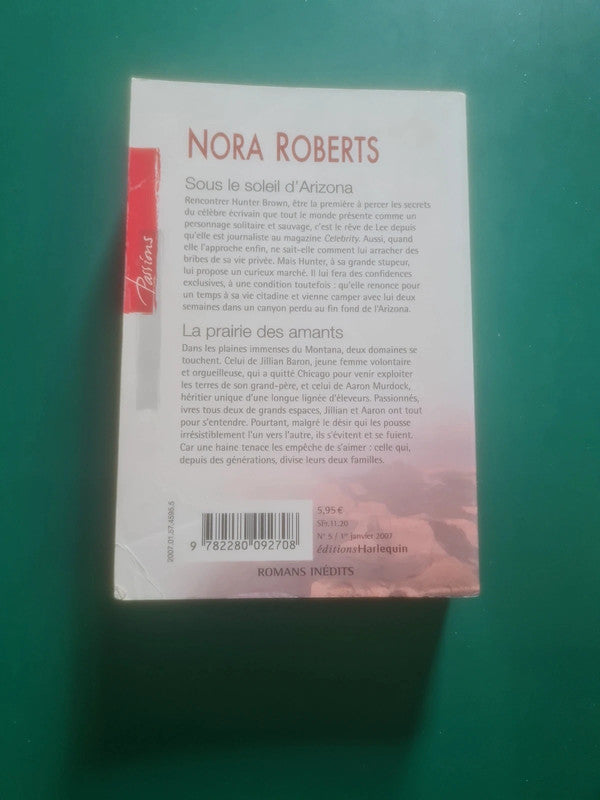 NORA ROBERTS
Sous le soleil d'Arizona
Rencontrer Hunter Brown, être la première à percer les secrets
du célèbre écrivain que tout le monde présente comme un
personnage solitaire et sauvage, c'est le rêve de Lee depuis
qu'elle est journaliste au magazine Celebrity. Aussi, quand
elle l'approche enfin, ne sait-elle comment lui arracher des
bribes de sa vie privée. Mais Hunter, à sa grande stupeur,
lui propose un curieux marché. Il lui fera des confidences
exclusives, à une condition toutefois : qu'elle renonce pour
un temps à sa vie citadine et vienne camper avec lui deux
semaines dans un canyon perdu au fin fond de l'Arizona.
La prairie des amants
Dans les plaines immenses du Montana, deux domaines se
touchent. Celui de Jillian Baron, jeune femme volontaire
et orgueilleuse, qui a quitté Chicago pour venir exploiter
les terres de son grand-père, et celui de Aaron Murdock,
héritier unique d'une longue lignée d'éleveurs. Passionnés,
ivres tous deux de grands espaces, Jillian et Aaron ont tout
pour s'entendre. Pourtant, malgré le désir qui les pousse
irrésistiblement l'un vers l'autre, ils s'évitent et se fuient.
Car une haine tenace les empêche de s'aimer : celle qui,
depuis des générations, divise leurs deux familles.
Passions
2007.01.57.4595.5
9 782280 092708
5,95 €
SFr.11.20
N° 5 / 1er janvier 2007
éditionsHarlequin
ROMANS INÉDITS